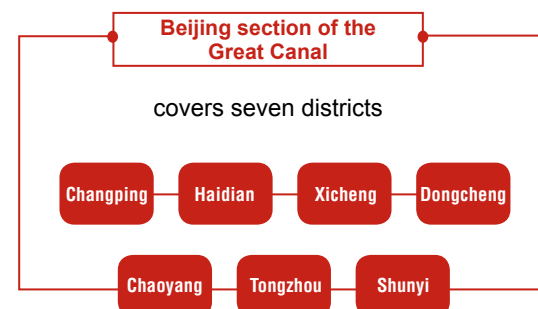 Beijing section of the
Great Canal
covers seven districts
Changping Haidian Xicheng Dongcheng
Chaoyang Tongzhou Shunyi